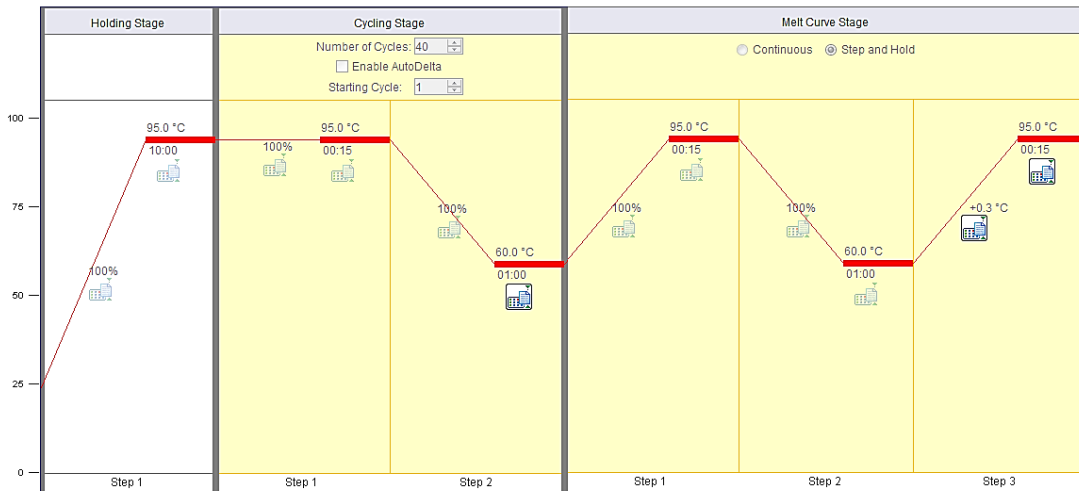 Holding Stage
Cycling Stage
Melt Curve Stage
Number of Cycles: 40
Enable AutoDelta
Starting Cycle: 1
Continuous
Step and Hold
100
75
50
25
0
95.0 °C
10:00
100%
95.0 °C
00:15
100%
60.0 °C
01:00
100%
95.0 °C
00:15
100%
60.0 °C
01:00
100%
95.0 °C
00:15
+0.3 °C
Step 1
Step 1
Step 2
Step 1
Step 2
Step 3